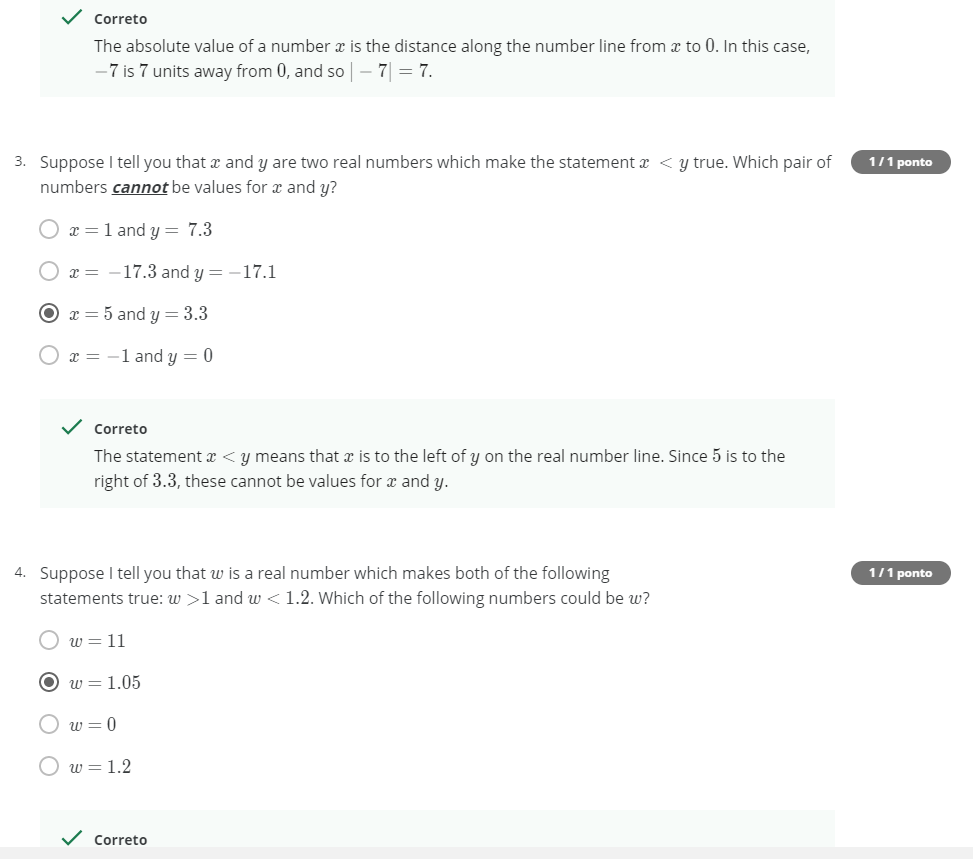 Correto
The absolute value of a number x is the distance along the number line from x to 0. In this case,
−7 is 7 units away from 0, and so | − 7| = 7.
3. Suppose I tell you that x and y are two real numbers which make the statement x < y true. Which pair of 1 / 1 ponto
numbers cannot be values for x and y?
x = 1 and y = 7.3
x = −17.3 and y = −17.1
x = 5 and y = 3.3
x = −1 and y = 0
Correto
The statement x < y means that x is to the left of y on the real number line. Since 5 is to the
right of 3.3, these cannot be values for x and y.
4. Suppose I tell you that w is a real number which makes both of the following 1 / 1 ponto
statements true: w >1 and w < 1.2. Which of the following numbers could be w?
w = 11
w = 1.05
w = 0
w = 1.2
Correto